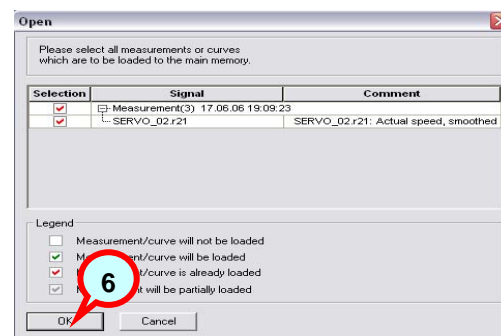 Open
Please select all measurements or curves
which are to be loaded to the main memory.
Selection Signal Comment
Measurement(3) 17.06.06 19:09:23
SERVO_02.r21 SERVO_02.r21: Actual speed, smoothed
Legend
Measurement/curve will not be loaded
/curve will be loaded
/curve is already loaded
will be partially loaded
6
OK Cancel